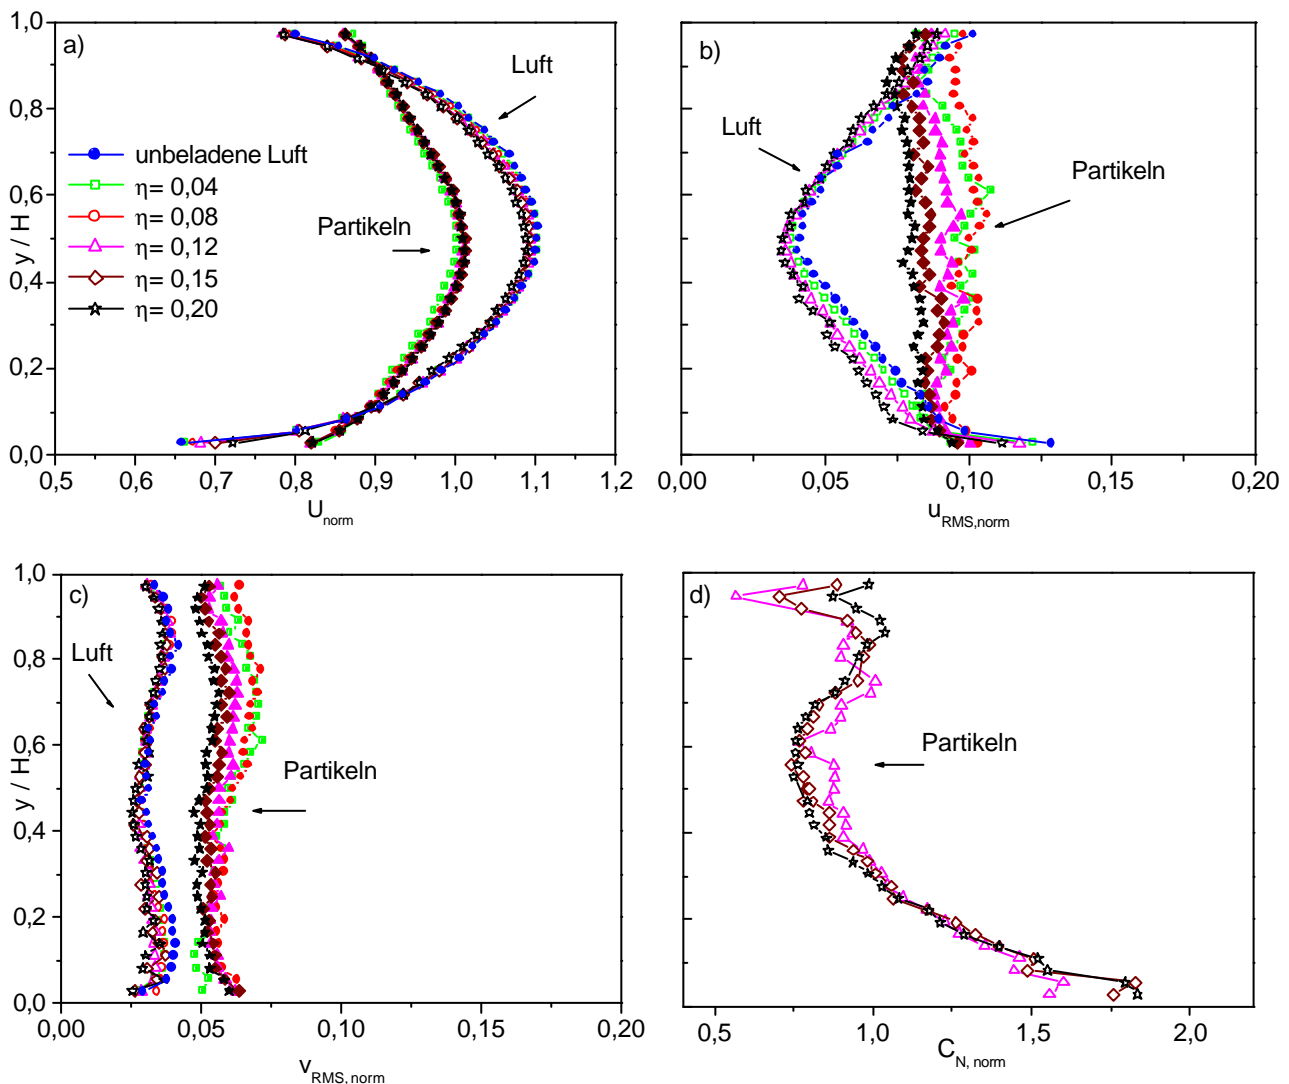 a)
Luft
unbeladene Luft
η= 0,04
η= 0,08
η= 0,12
η= 0,15
η= 0,20
Partikeln
y / H
1,0
0,8
0,6
0,4
0,2
0,0
0,5 0,6 0,7 0,8 0,9 1,0 1,1 1,2
U norm
b)
Luft
Partikeln
0,00 0,05 0,10 0,15 0,20
u RMS,norm
c)
Luft
Partikeln
y / H
1,0
0,8
0,6
0,4
0,2
0,0
0,00 0,05 0,10 0,15 0,20
v RMS, norm
d)
Partikeln
0,5 1,0 1,5 2,0
C N, norm